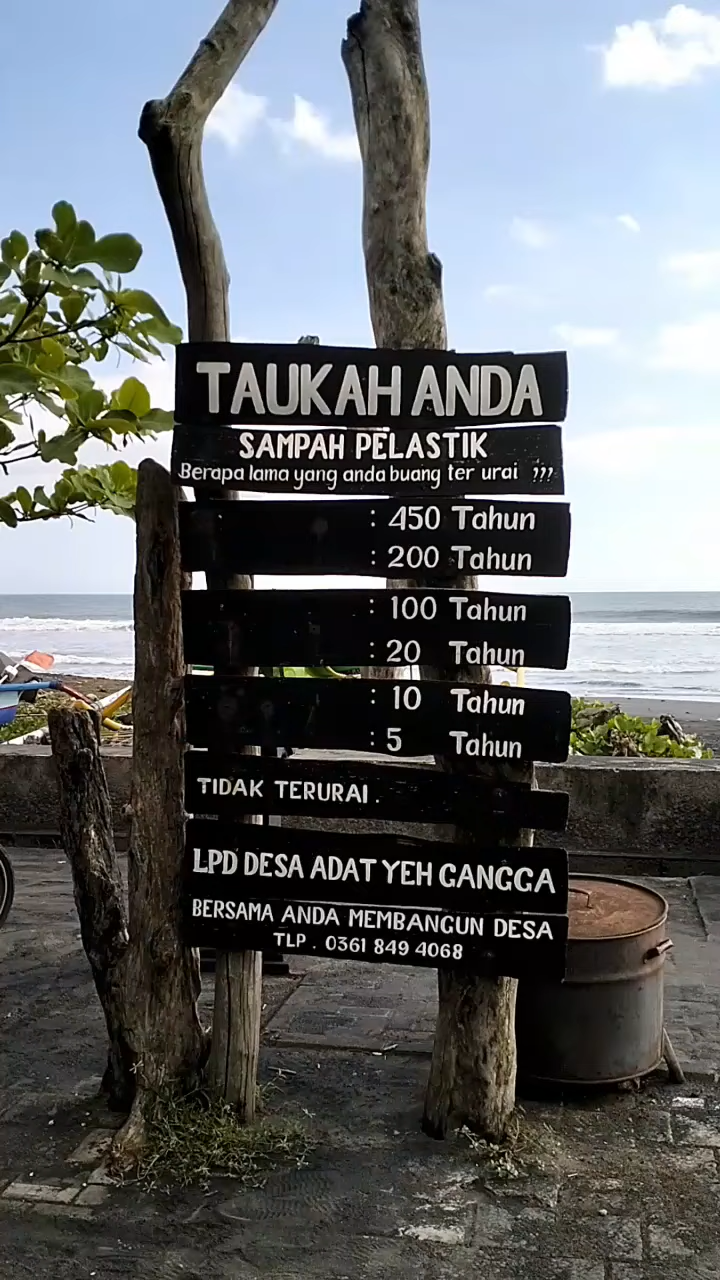 TAUKAH ANDA
SAMPAH PELASTIK
Berapa lama yang anda buang ter urai ???
: 450 Tahun
: 200 Tahun
: 100 Tahun
: 20 Tahun
: 10 Tahun
: 5 Tahun
TIDAK TERURAI .
LPD DESA ADAT YEH GANGGA
BERSAMA ANDA MEMBANGUN DESA
TLP . 0361 849 4068